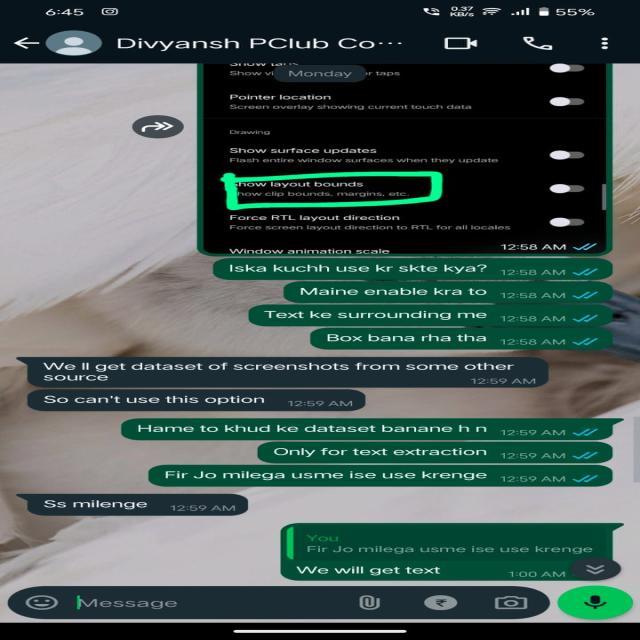 6:45
0.37
KB/s
55%
Divyansh PClub Co...
Monday
Show vi
or taps
Pointer location
Screen overlay showing current touch data
Drawing
Show surface updates
Flash entire window surfaces when they update
Show layout bounds
Show clip bounds, margins, etc.
Force RTL layout direction
Force screen layout direction to RTL for all locales
Window animation scale
12:58 AM
Iska kuchh use kr skte kya? 12:58 AM
Maine enable kra to 12:58 AM
Text ke surrounding me 12:58 AM
Box bana rha tha 12:58 AM
We ll get dataset of screenshots from some other
source
12:59 AM
So can't use this option 12:59 AM
Hame to khud ke dataset banane h n 12:59 AM
Only for text extraction 12:59 AM
Fir Jo milega usme ise use krenge 12:59 AM
Ss milenge 12:59 AM
You
Fir Jo milega usme ise use krenge
We will get text 1:00 AM
Message